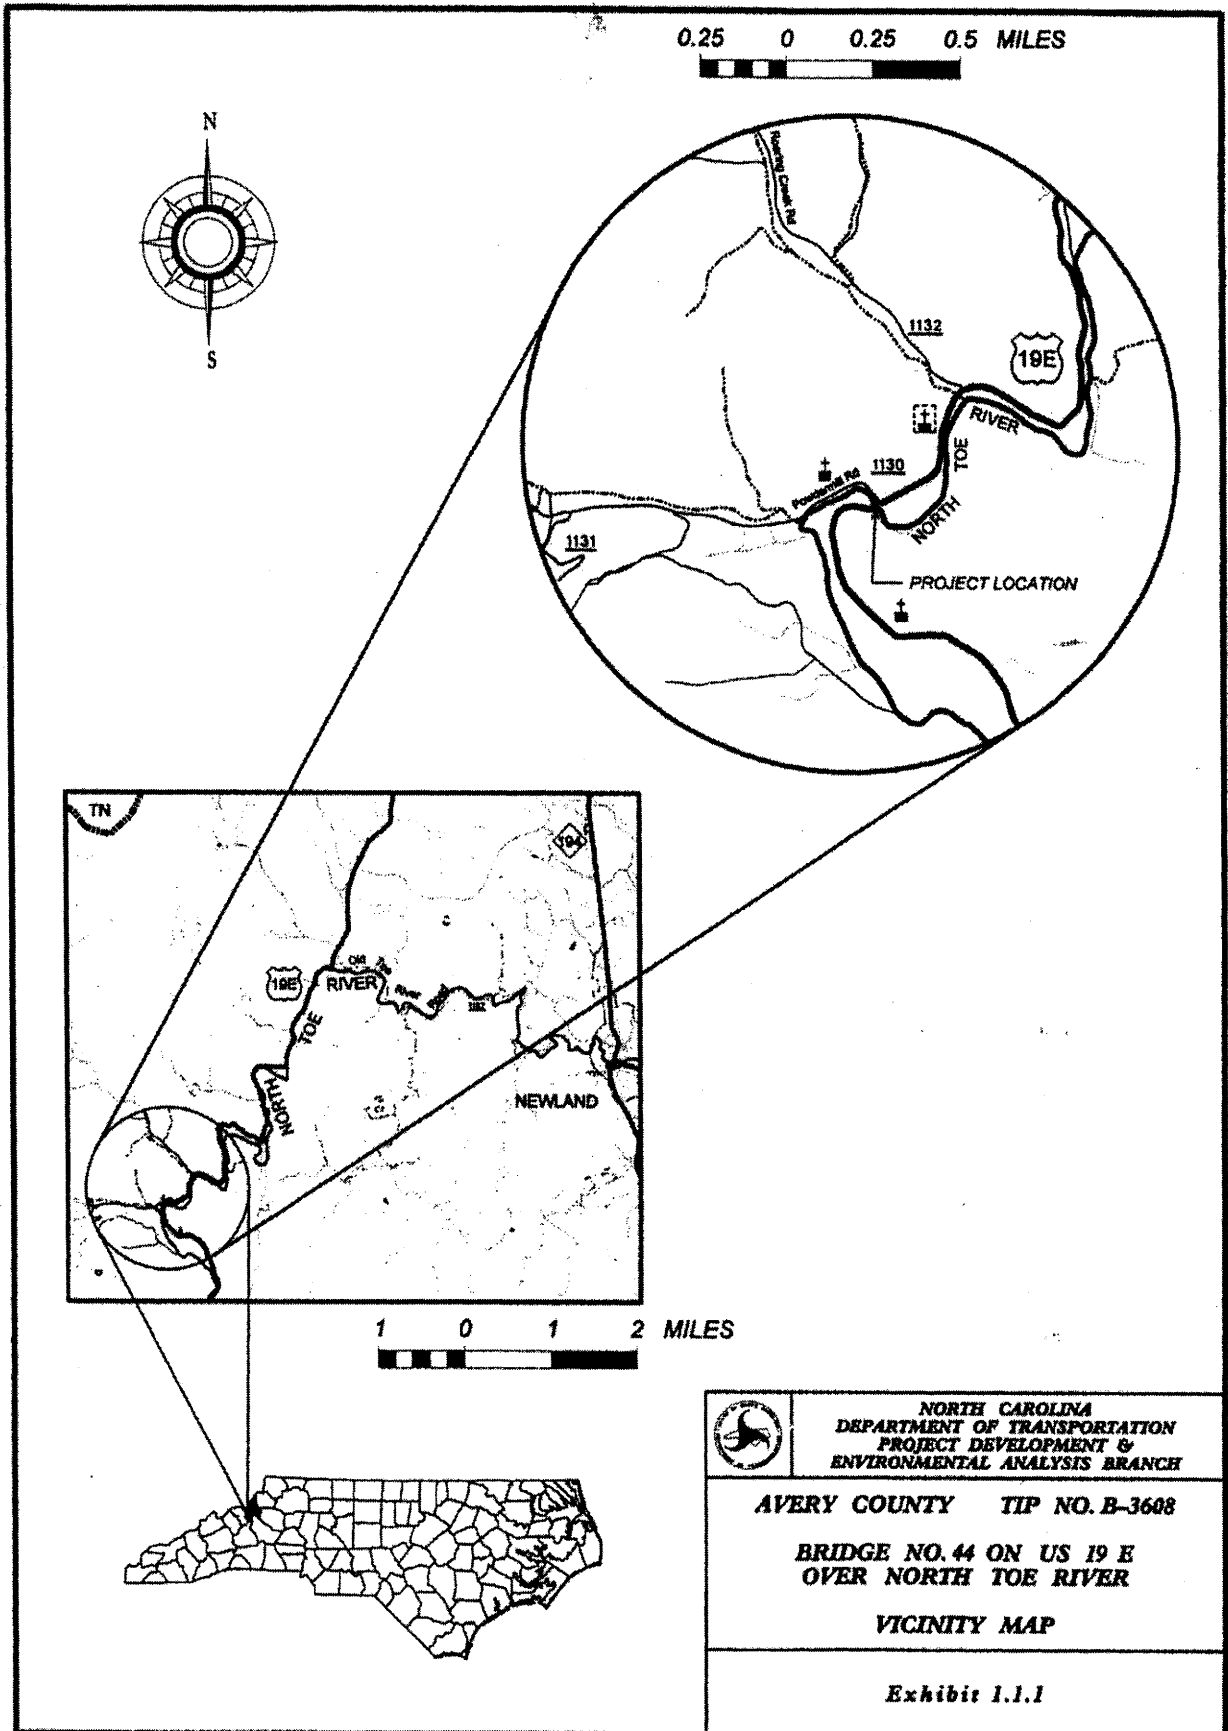 0.25 0 0.25 0.5 MILES
N
S
Roaring Creek Rd
1132
19E
RIVER
TOE
1130
Powdermill Rd
NORTH
1131
PROJECT LOCATION
TN
194
19E
Old Toe
RIVER
River
TOE
NORTH
NEWLAND
1 0 1 2 MILES
NORTH CAROLINA
DEPARTMENT OF TRANSPORTATION
PROJECT DEVELOPMENT &
ENVIRONMENTAL ANALYSIS BRANCH
AVERY COUNTY TIP NO. B-3608
BRIDGE NO. 44 ON US 19 E
OVER NORTH TOE RIVER
VICINITY MAP
Exhibit 1.1.1